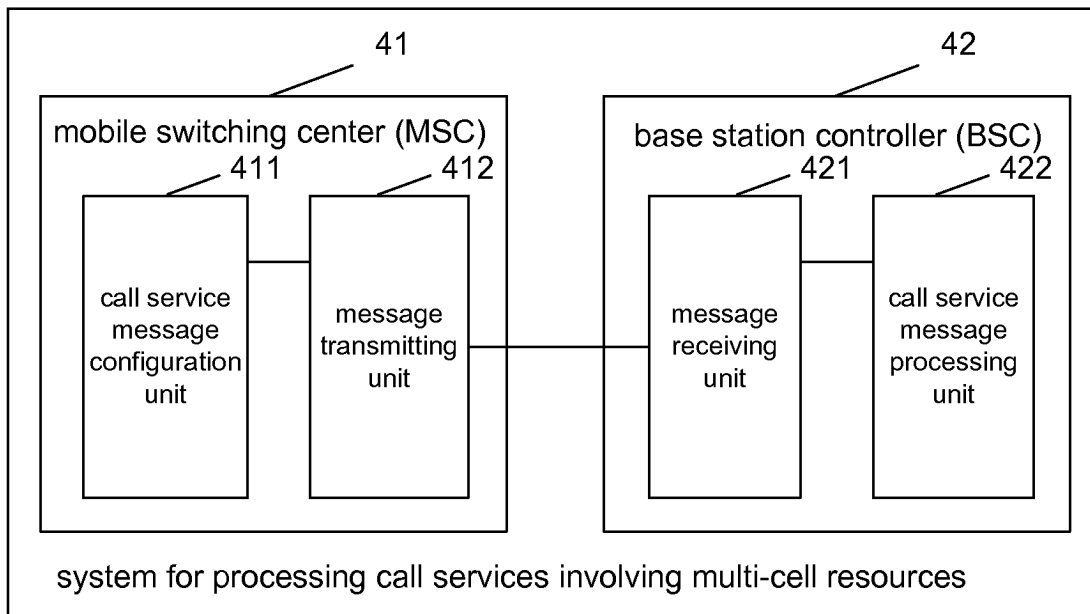 41
42
mobile switching center (MSC)
base station controller (BSC)
411
412
421
422
call service
message
configuration
unit
message
transmitting
unit
message
receiving
unit
call service
message
processing
unit
system for processing call services involving multi-cell resources